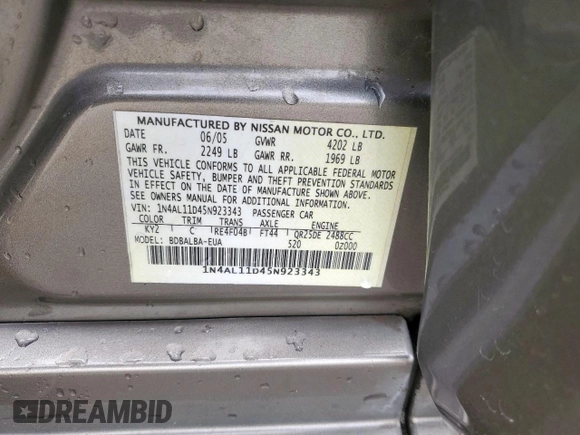 MANUFACTURED BY NISSAN MOTOR CO., LTD.
DATE 06/05 GVWR 4202 LB
GAWR FR. 2249 LB GAWR RR. 1969 LB
THIS VEHICLE CONFORMS TO ALL APPLICABLE FEDERAL MOTOR
VEHICLE SAFETY, BUMPER AND THEFT PREVENTION STANDARDS
IN EFFECT ON THE DATE OF MANUFACTURE SHOWN ABOVE.
SEE OWNERS MANUAL FOR ADDITIONAL INFORMATION.
VIN: 1N4AL11D45N923343 PASSENGER CAR
COLOR TRIM TRANS AXLE ENGINE
KY2 C RE4F04B FT44 QR25DE 2488CC
MODEL: BDBALBA-EUA 520 0Z000
1N4AL11D45N923343
DREAMBID